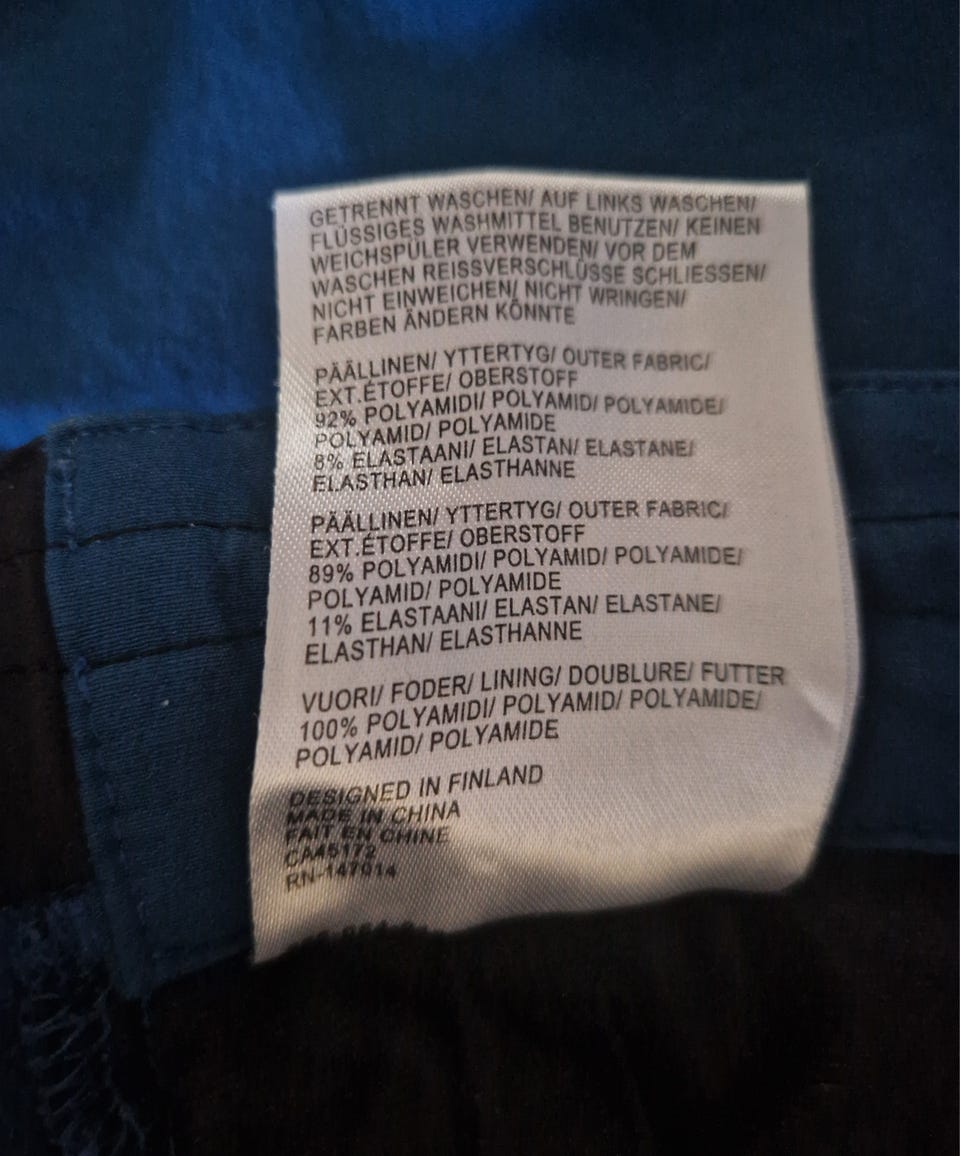 GETRENNT WASCHEN/ AUF LINKS WASCHEN/
FLÜSSIGES WASHMITTEL BENUTZEN/ KEINEN
WEICHSPÜLER VERWENDEN/ VOR DEM
WASCHEN REISSVERSCHLÜSSE SCHLIESSEN/
NICHT EINWEICHEN/ NICHT WRINGEN/
FARBEN ÄNDERN KÖNNTE
PÄÄLLINEN/ YTTERTYG/ OUTER FABRIC/
EXT.ÉTOFFE/ OBERSTOFF
92% POLYAMIDI/ POLYAMID/ POLYAMIDE/
POLYAMID/ POLYAMIDE
8% ELASTAANI/ ELASTAN/ ELASTANE/
ELASTHAN/ ELASTHANNE
PÄÄLLINEN/ YTTERTYG/ OUTER FABRIC/
EXT.ÉTOFFE/ OBERSTOFF
89% POLYAMIDI/ POLYAMID/ POLYAMIDE/
POLYAMID/ POLYAMIDE
11% ELASTAANI/ ELASTAN/ ELASTANE/
ELASTHAN/ ELASTHANNE
VUORI/ FODER/ LINING/ DOUBLURE/ FUTTER
100% POLYAMIDI/ POLYAMID/ POLYAMIDE/
POLYAMID/ POLYAMIDE
DESIGNED IN FINLAND
MADE IN CHINA
FAIT EN CHINE
CA45172
RN-147014